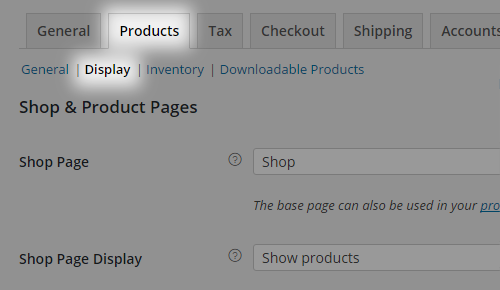 General Products Tax Checkout Shipping Accounts
General | Display | Inventory | Downloadable Products
Shop & Product Pages
Shop Page ? Shop
The base page can also be used in your pro
Shop Page Display ? Show products